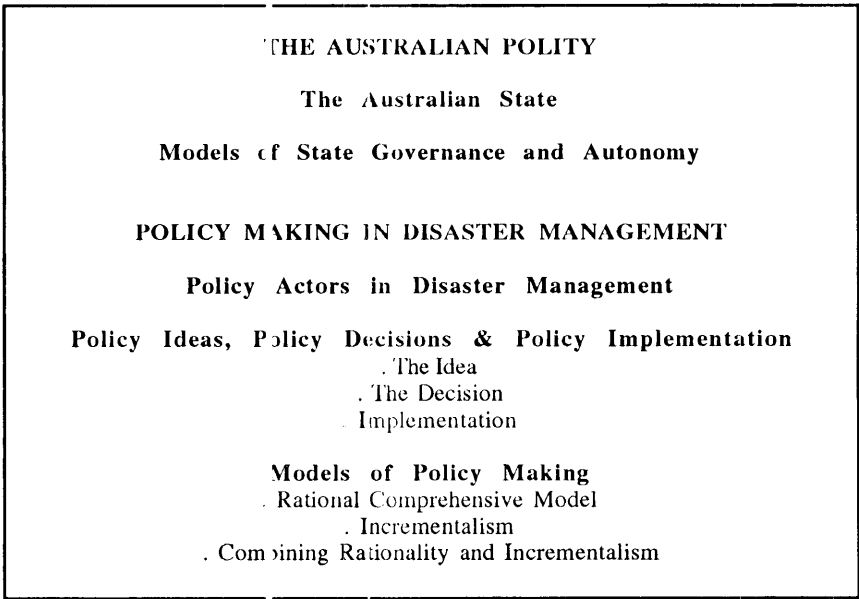 THE AUSTRALIAN POLITY
The Australian State
Models of State Governance and Autonomy
POLICY MAKING IN DISASTER MANAGEMENT
Policy Actors in Disaster Management
Policy Ideas, Policy Decisions & Policy Implementation
. The Idea
. The Decision
. Implementation
Models of Policy Making
. Rational Comprehensive Model
. Incrementalism
. Combining Rationality and Incrementalism